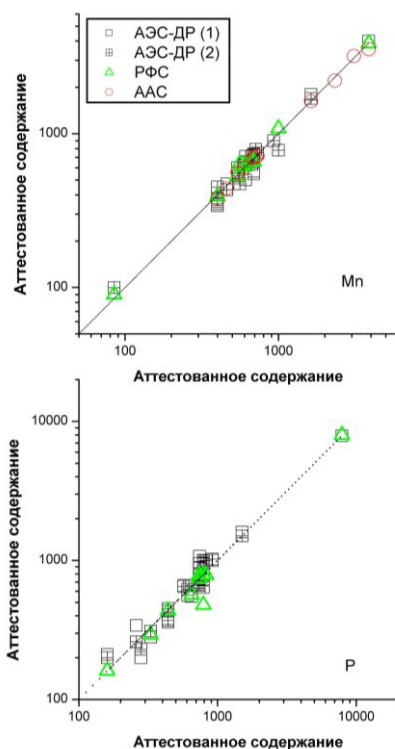 АЭС-ДР (1)
АЭС-ДР (2)
РФС
ААС
Аттестованное содержание
1000
100
Mn
100 1000
Аттестованное содержание
Аттестованное содержание
10000
1000
100
P
100 1000 10000
Аттестованное содержание